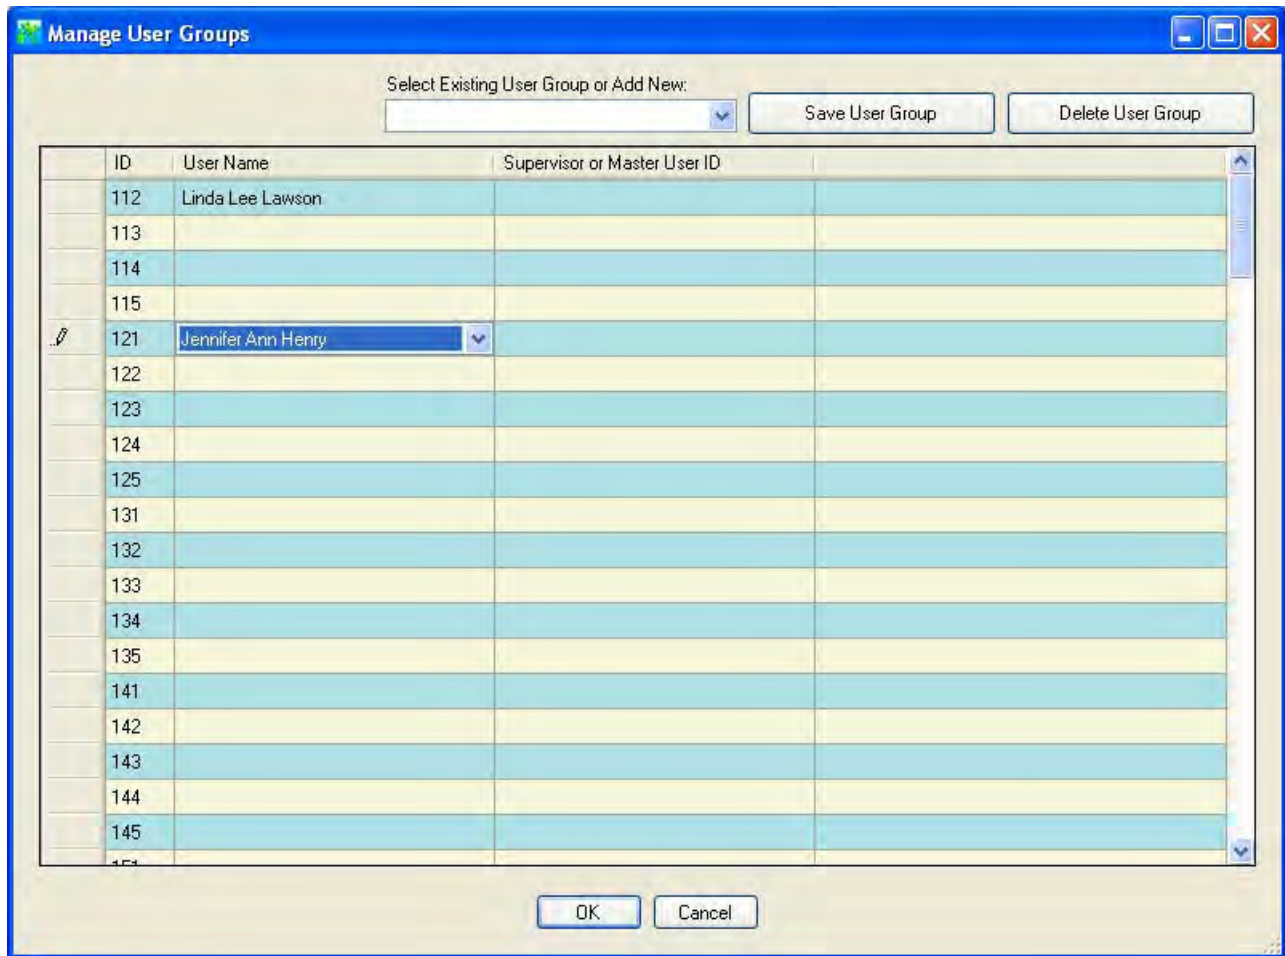 Manage User Groups
Select Existing User Group or Add New:
Save User Group Delete User Group
ID User Name Supervisor or Master User ID
112 Linda Lee Lawson
113
114
115
121 Jennifer Ann Henry
122
123
124
125
131
132
133
134
135
141
142
143
144
145
OK Cancel